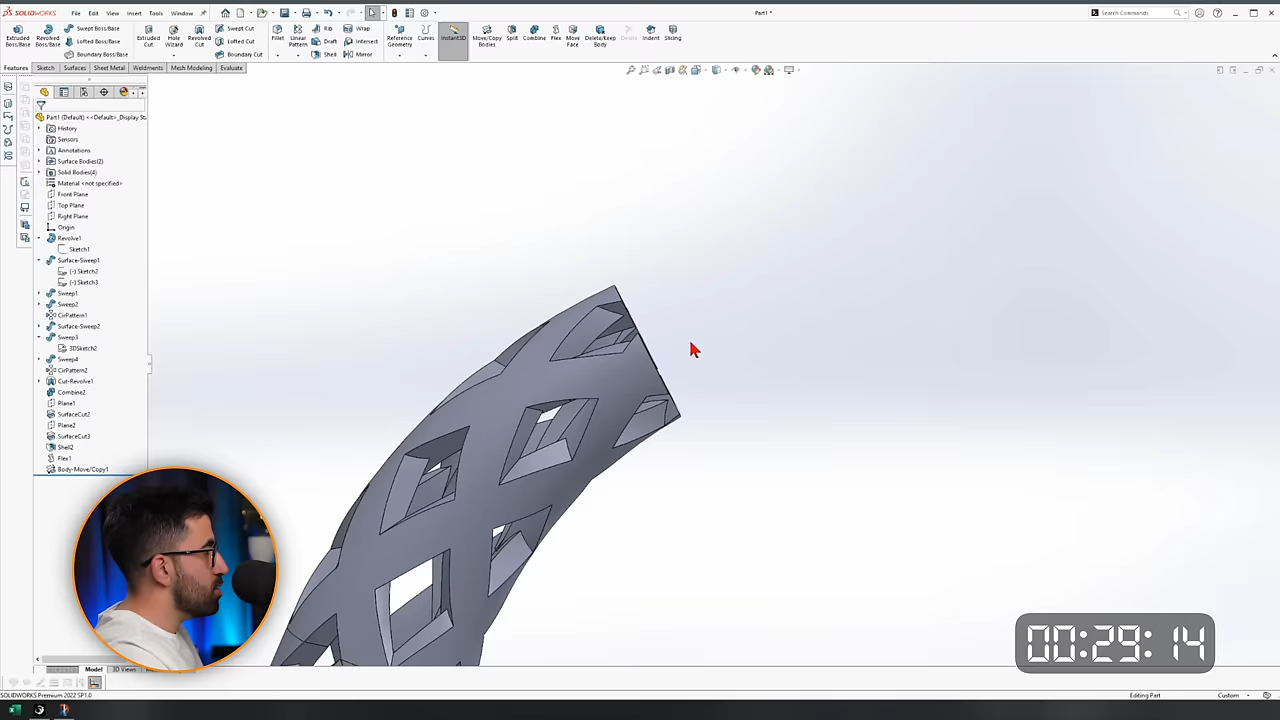 SOLIDWORKS File Edit View Insert Tools Window Part1 * Search Commands
Extruded Boss/Base Revolved Boss/Base Swept Boss/Base Lofted Boss/Base Boundary Boss/Base Extruded Cut Hole Wizard Revolved Cut Swept Cut Lofted Cut Boundary Cut Fillet Linear Pattern Rib Draft Shell Wrap Intersect Mirror Reference Geometry Curves Instant3D Move/Copy Bodies Split Combine Flex Move Face Delete/Keep Body Delete Indent Slicing
Features Sketch Surfaces Sheet Metal Weldments Mesh Modeling Evaluate
Part1 (Default) <<Default>_Display Sta
History
Sensors
Annotations
Surface Bodies(2)
Solid Bodies(4)
Material <not specified>
Front Plane
Top Plane
Right Plane
Origin
Revolve1
Sketch1
Surface-Sweep1
(-) Sketch2
(-) Sketch3
Sweep1
Sweep2
CirPattern1
Surface-Sweep2
Sweep3
3DSketch2
Sweep4
CirPattern2
Cut-Revolve1
Combine2
Plane1
SurfaceCut2
Plane2
SurfaceCut3
Shell2
Flex1
Body-Move/Copy1
00:29:14
Model 3D Views
SOLIDWORKS Premium 2022 SP1.0 Editing Part Custom